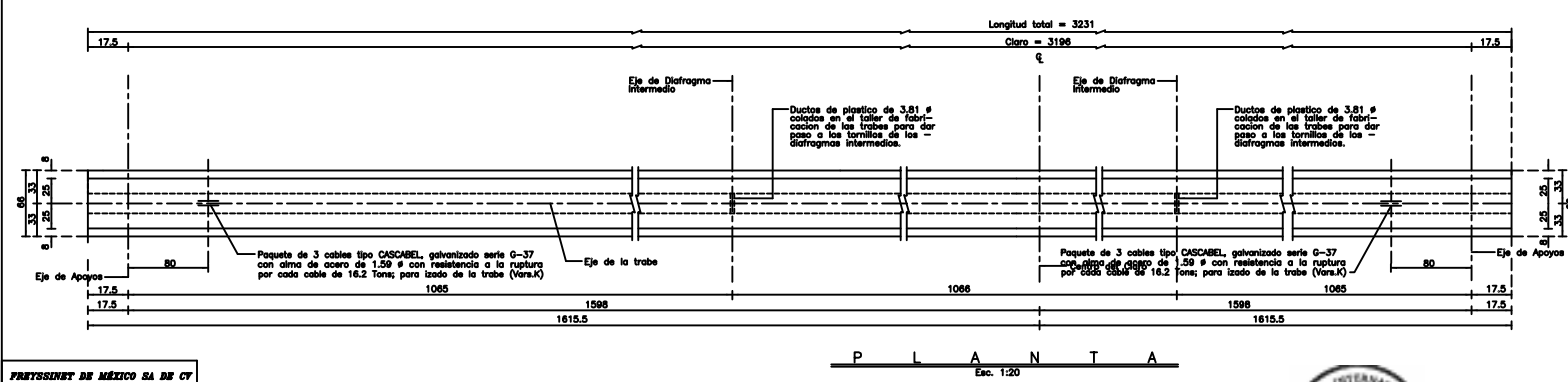 Longitud total = 3231
17.5
Claro = 3196
17.5
℄
Eje de Diafragma
Intermedio
Eje de Diafragma
Intermedio
Ductos de plastico de 3.81 ø
colados en el taller de fabri-
cacion de las trabes para dar
paso a los tornillos de los -
diafragmas intermedios.
Ductos de plastico de 3.81 ø
colados en el taller de fabri-
cacion de las trabes para dar
paso a los tornillos de los -
diafragmas intermedios.
8
25
25
8
33
33
66
8
25
25
8
33
33
Paquete de 3 cables tipo CASCABEL, galvanizado serie G-37
con alma de acero de 1.59 ø con resistencia a la ruptura
por cada cable de 16.2 Tons; para izado de la trabe (Vars.K)
Eje de la trabe
Paquete de 3 cables tipo CASCABEL, galvanizado serie G-37
con alma de acero de 1.59 ø con resistencia a la ruptura
por cada cable de 16.2 Tons; para izado de la trabe (Vars.K)
Centro del Claro
Eje de Apoyos
80
80
Eje de Apoyos
17.5
1065
1066
1065
17.5
17.5
1598
1598
17.5
1615.5
1615.5
PLANTA
Esc. 1:20
FREYSSINET DE MÉXICO SA DE CV
INTERNA